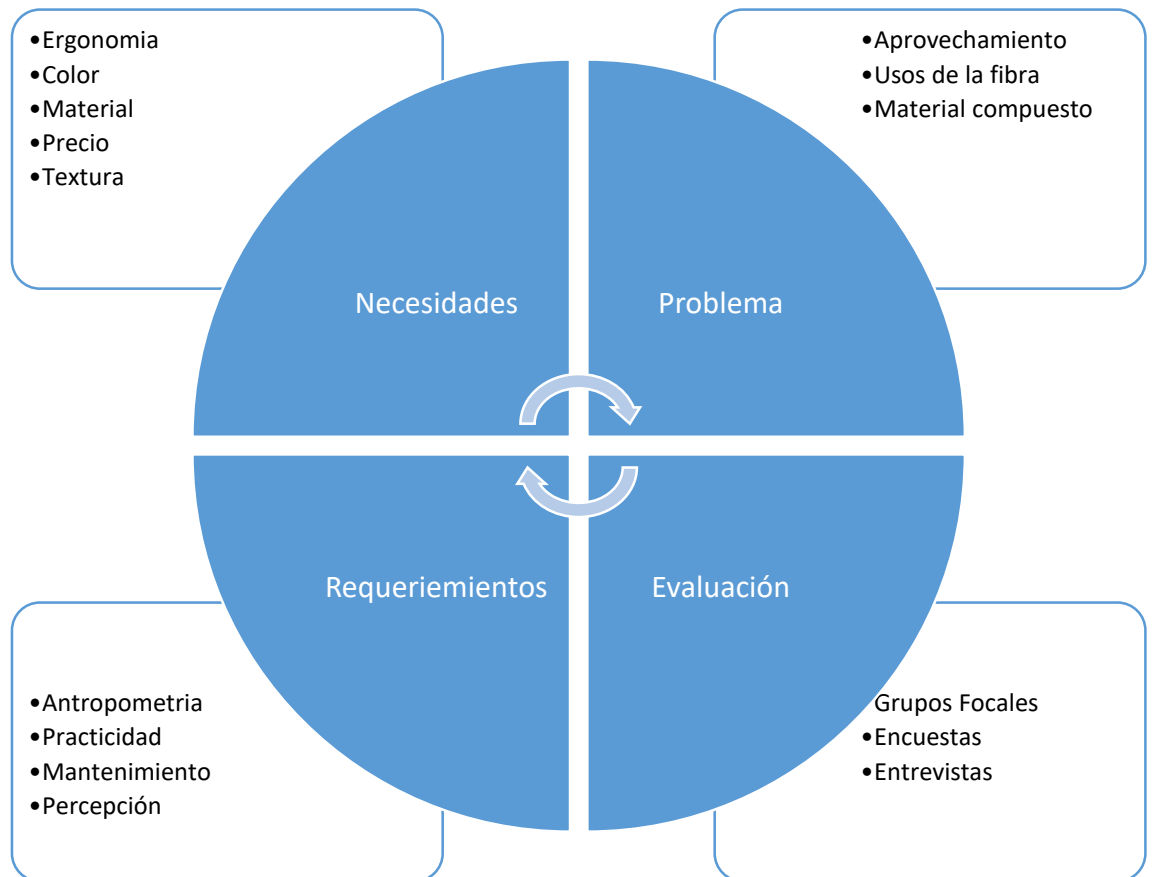 •Ergonomia
•Color
•Material
•Precio
•Textura
•Aprovechamiento
•Usos de la fibra
•Material compuesto
Necesidades
Problema
Requeriemientos
Evaluación
•Antropometria
•Practicidad
•Mantenimiento
•Percepción
Grupos Focales
•Encuestas
•Entrevistas